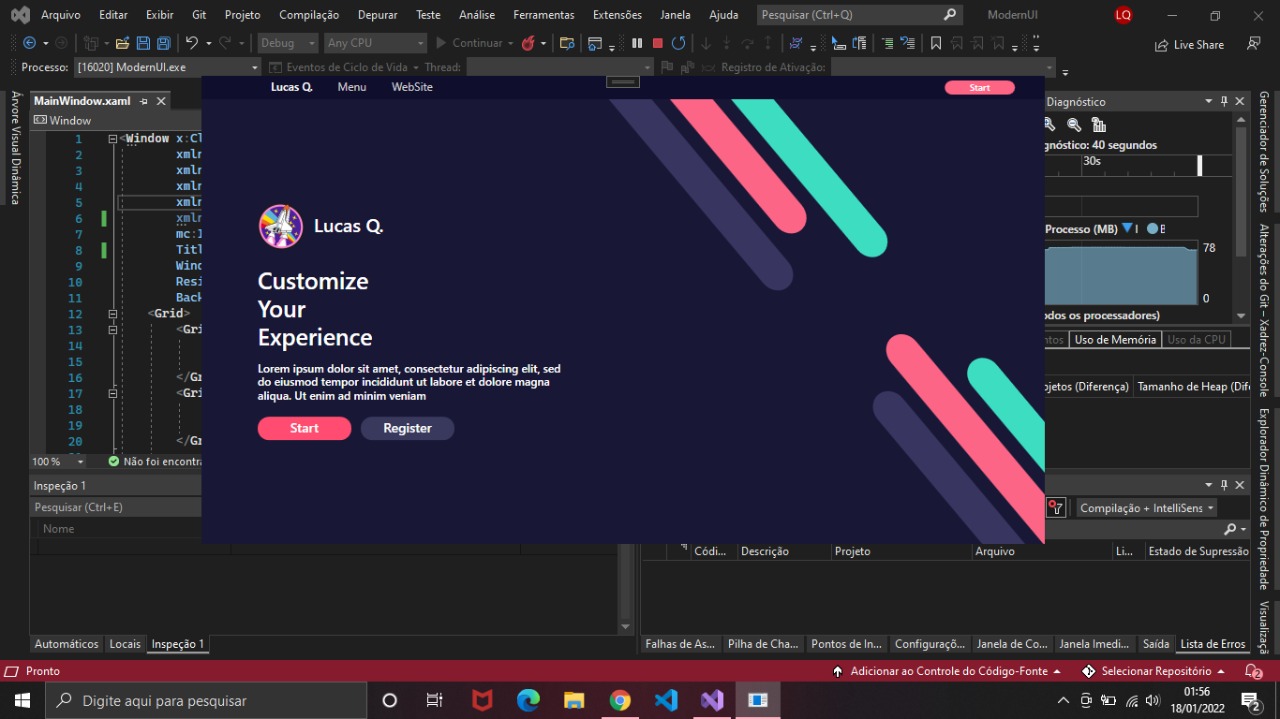 Arquivo Editar Exibir Git Projeto Compilação Depurar Teste Análise Ferramentas Extensões Janela Ajuda Pesquisar (Ctrl+Q) ModernUI LQ
Debug Any CPU Continuar Live Share
Processo: [16020] ModernUI.exe Eventos de Ciclo de Vida Thread: Registro de Ativação:
Árvore Visual Dinâmica
MainWindow.xaml
Window
1 <Window x:Cl
2 xmlr
3 xmlr
4 xmlr
5 xmlr
6 xmlr
7 mc:I
8 Titl
9 Wind
10 Resi
11 Back
12 <Grid>
13 <Gri
14
15
16 </Gr
17 <Gri
18
19
20 </Gr
100 % Não foi encontra
Lucas Q. Menu WebSite Start
Lucas Q.
Customize
Your
Experience
Lorem ipsum dolor sit amet, consectetur adipiscing elit, sed
do eiusmod tempor incididunt ut labore et dolore magna
aliqua. Ut enim ad minim veniam
Start Register
Diagnóstico
gnóstico: 40 segundos
30s
Processo (MB)
78
0
odos os processadores)
ntos Uso de Memória Uso da CPU
ojetos (Diferença) Tamanho de Heap (Dife
Gerenciador de Soluções
Alterações do Git – Xadrez-Console
Explorador Dinâmico de Propriedade
Visualizaçã
Inspeção 1
Pesquisar (Ctrl+E)
Nome
Compilação + IntelliSens
Códi... Descrição Projeto Arquivo Li... Estado de Supressão
Automáticos Locais Inspeção 1
Falhas de As... Pilha de Cha... Pontos de In... Configuraçõ... Janela de Co... Janela Imedi... Saída Lista de Erros
Pronto Adicionar ao Controle do Código-Fonte Selecionar Repositório 2
Digite aqui para pesquisar
01:56
18/01/2022
2